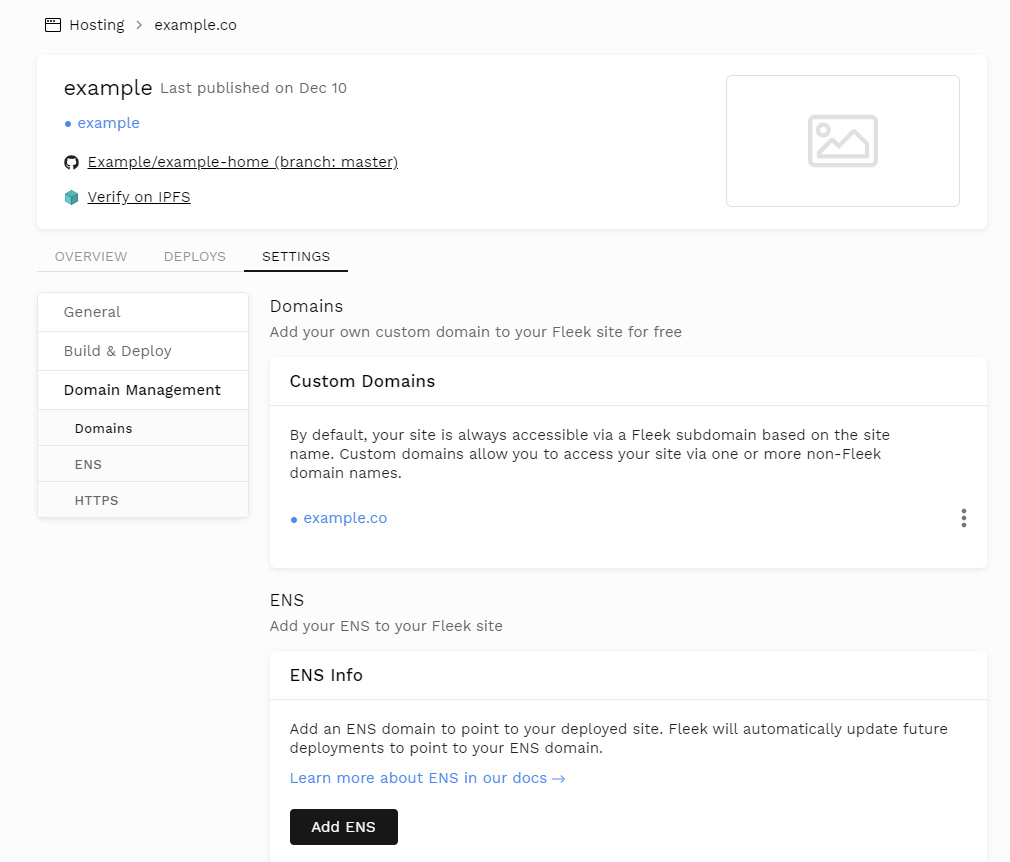 Hosting > example.co
example Last published on Dec 10
• example
Example/example-home (branch: master)
Verify on IPFS
OVERVIEW DEPLOYS SETTINGS
General
Build & Deploy
Domain Management
Domains
ENS
HTTPS
Domains
Add your own custom domain to your Fleek site for free
Custom Domains
By default, your site is always accessible via a Fleek subdomain based on the site
name. Custom domains allow you to access your site via one or more non-Fleek
domain names.
• example.co
ENS
Add your ENS to your Fleek site
ENS Info
Add an ENS domain to point to your deployed site. Fleek will automatically update future
deployments to point to your ENS domain.
Learn more about ENS in our docs →
Add ENS